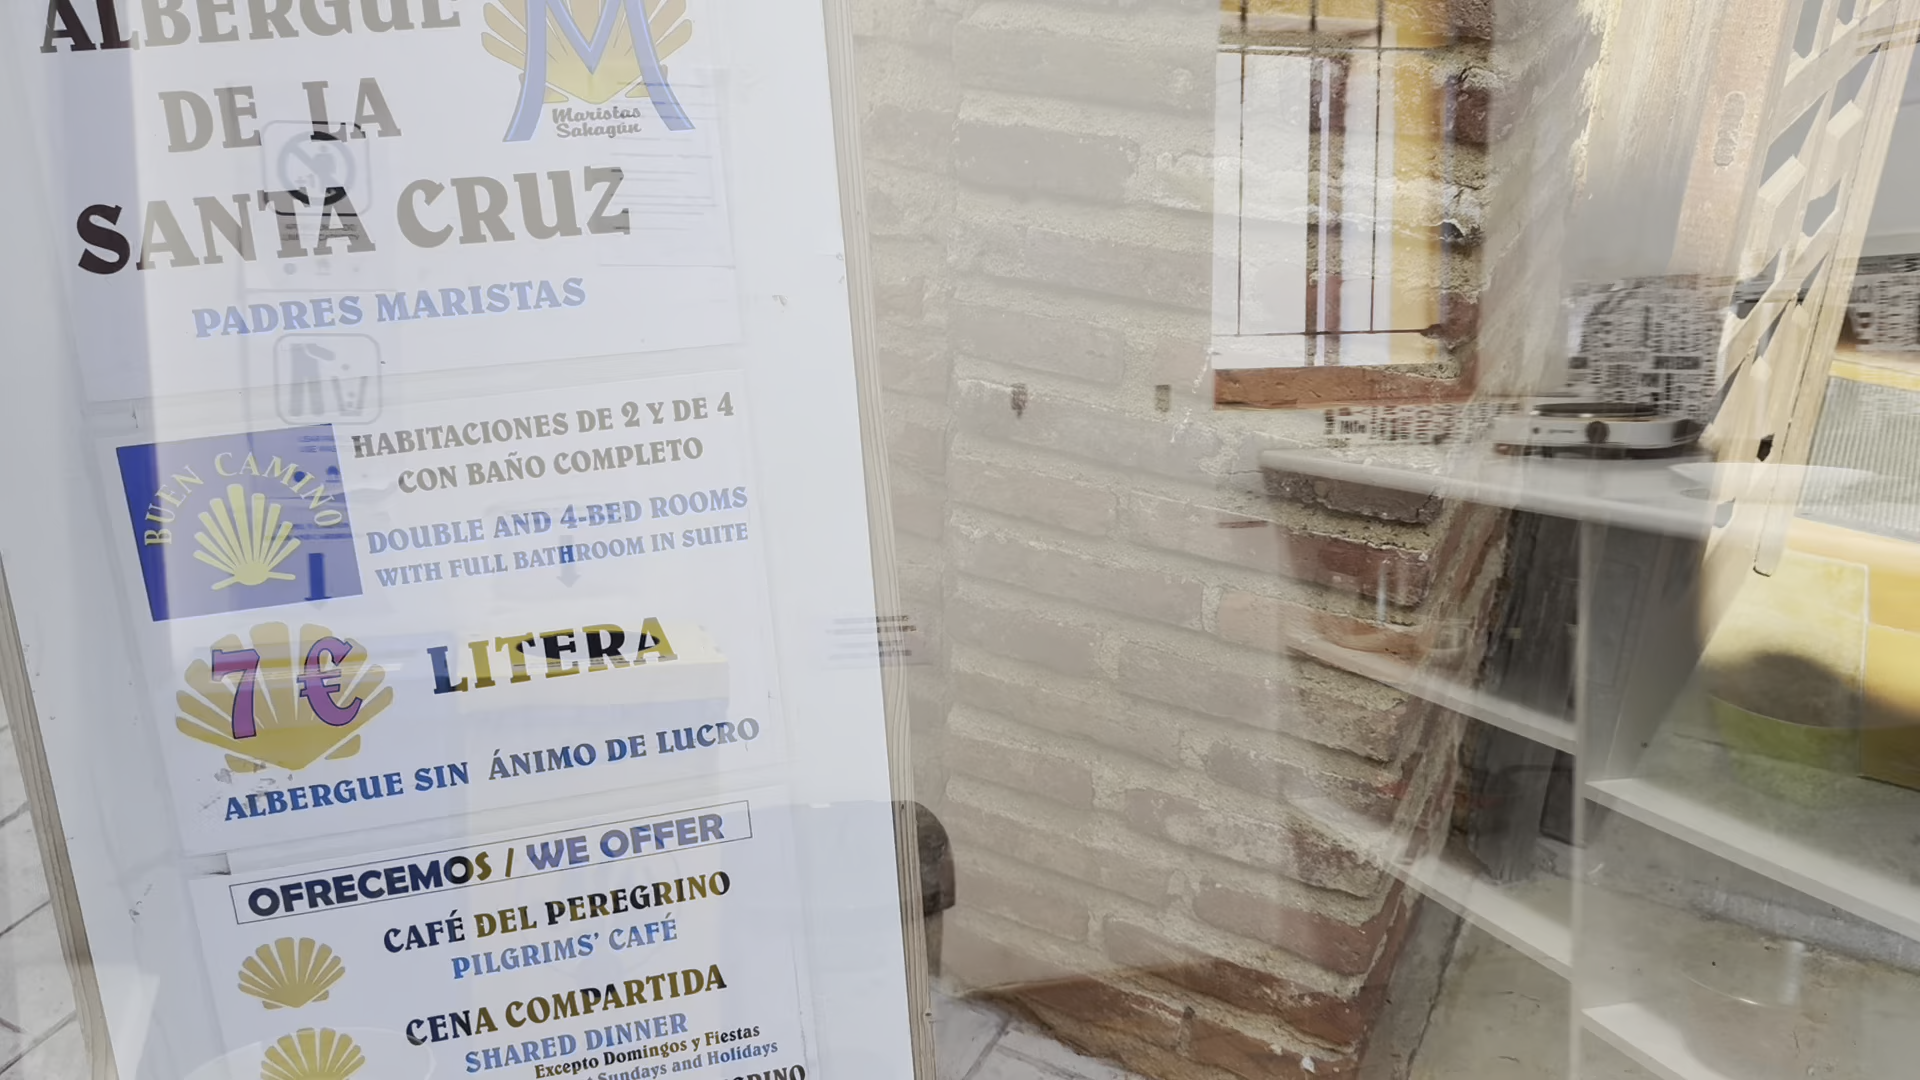 ALBERGUE
DE LA
SANTA CRUZ
Maristas
Sahagún
PADRES MARISTAS
HABITACIONES DE 2 Y DE 4
CON BAÑO COMPLETO
BUEN CAMINO
DOUBLE AND 4-BED ROOMS
WITH FULL BATHROOM IN SUITE
7 € LITERA
ALBERGUE SIN ÁNIMO DE LUCRO
OFRECEMOS / WE OFFER
CAFÉ DEL PEREGRINO
PILGRIMS' CAFÉ
CENA COMPARTIDA
SHARED DINNER
Excepto Domingos y Fiestas
Sundays and Holidays